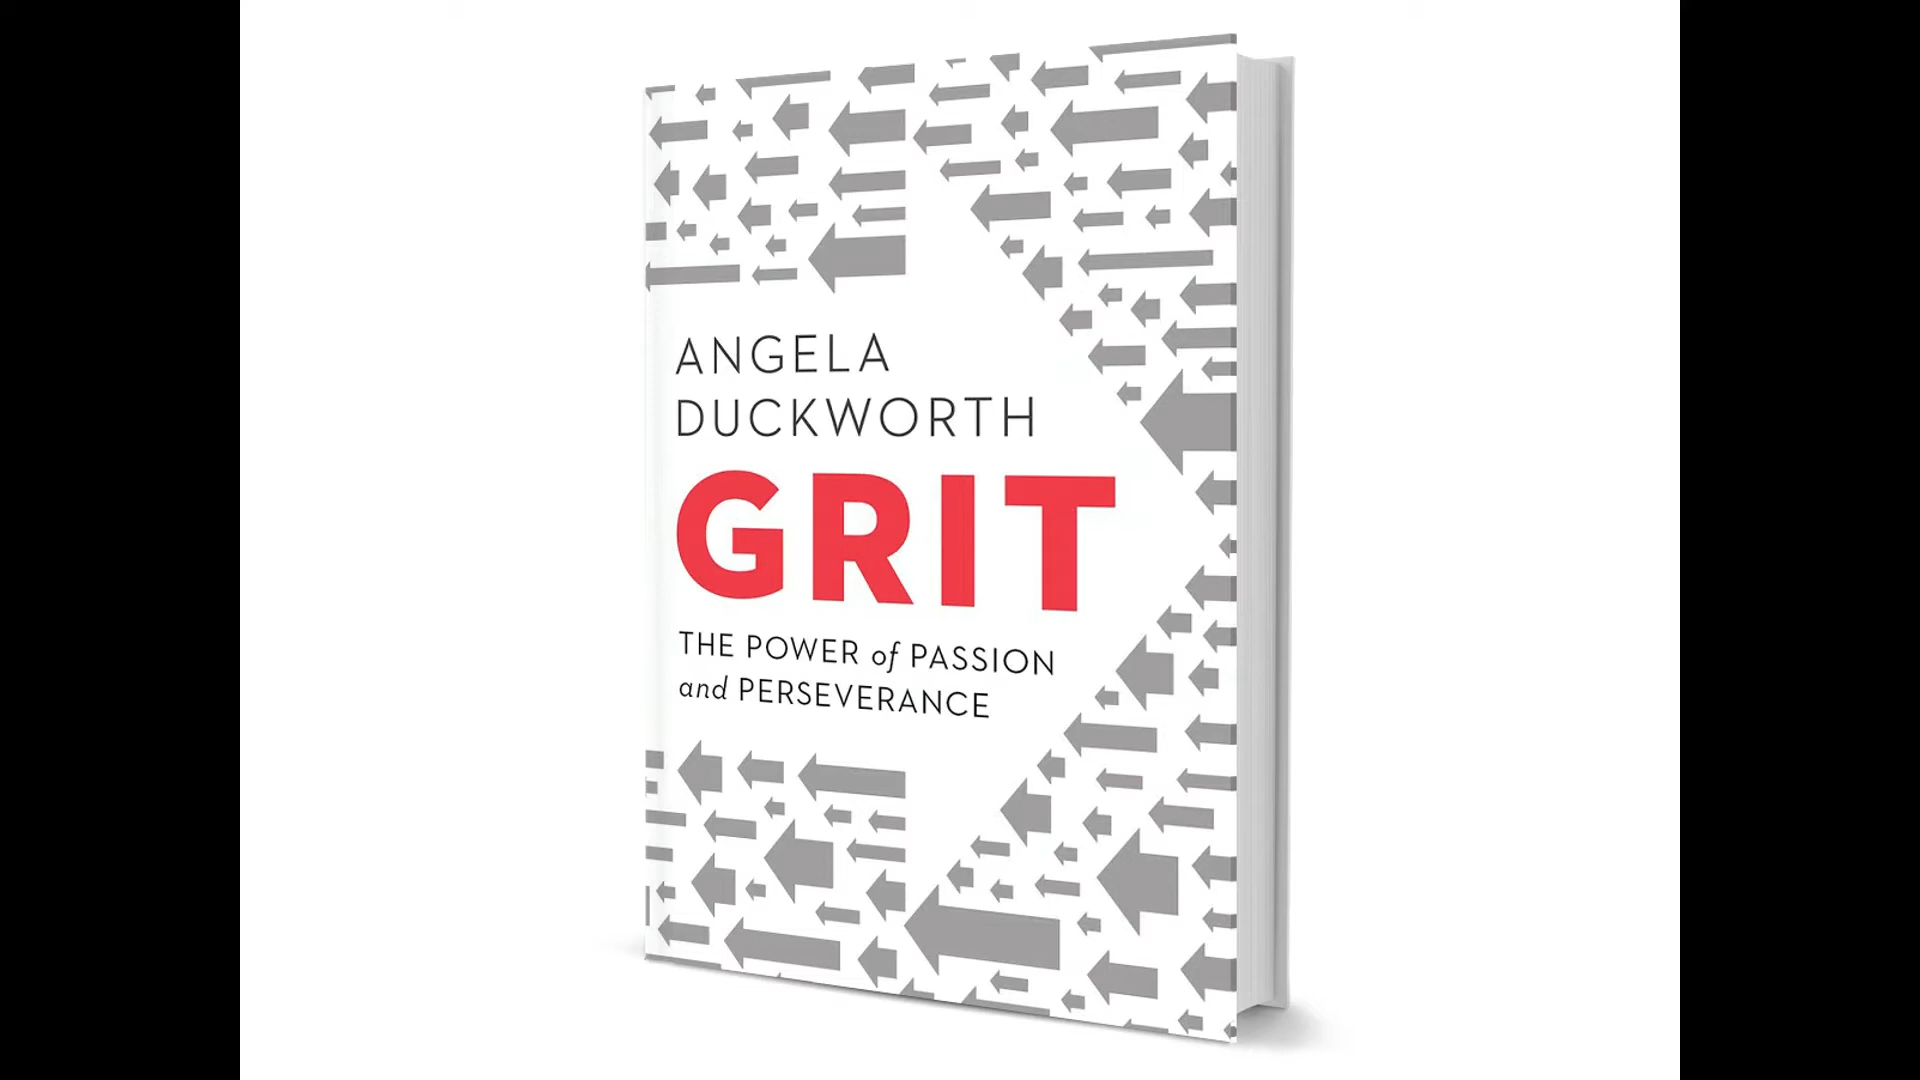 ANGELA
DUCKWORTH
GRIT
THE POWER of PASSION
and PERSEVERANCE